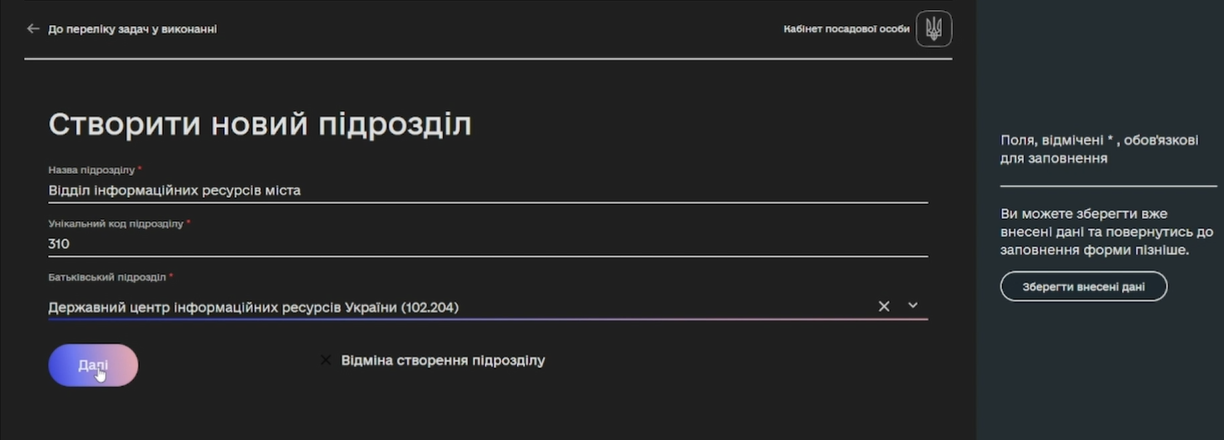 До переліку задач у виконанні
Кабінет посадової особи
Створити новий підрозділ
Назва підрозділу *
Відділ інформаційних ресурсів міста
Унікальний код підрозділу *
310
Батьківський підрозділ *
Державний центр інформаційних ресурсів України (102.204)
Далі
Відміна створення підрозділу
Поля, відмічені * , обов'язкові
для заповнення
Ви можете зберегти вже
внесені дані та повернутись до
заповнення форми пізніше.
Зберегти внесені дані